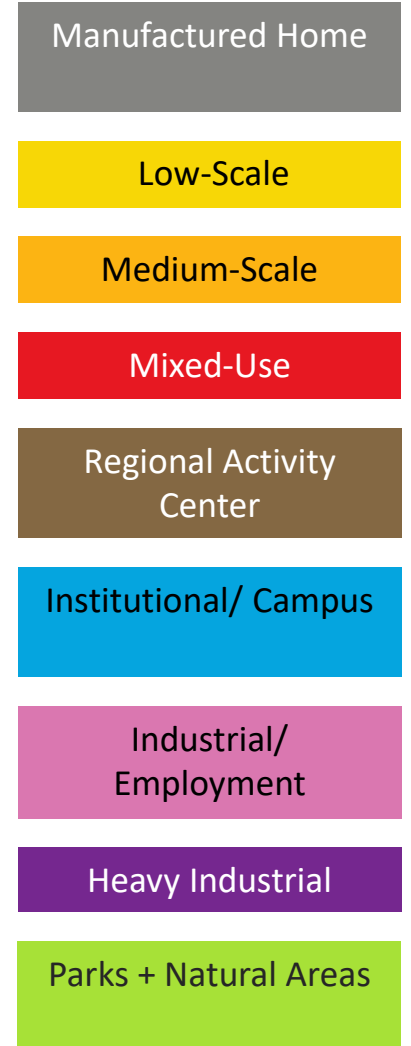 Manufactured Home
Low-Scale
Medium-Scale
Mixed-Use
Regional Activity
Center
Institutional/ Campus
Industrial/
Employment
Heavy Industrial
Parks + Natural Areas